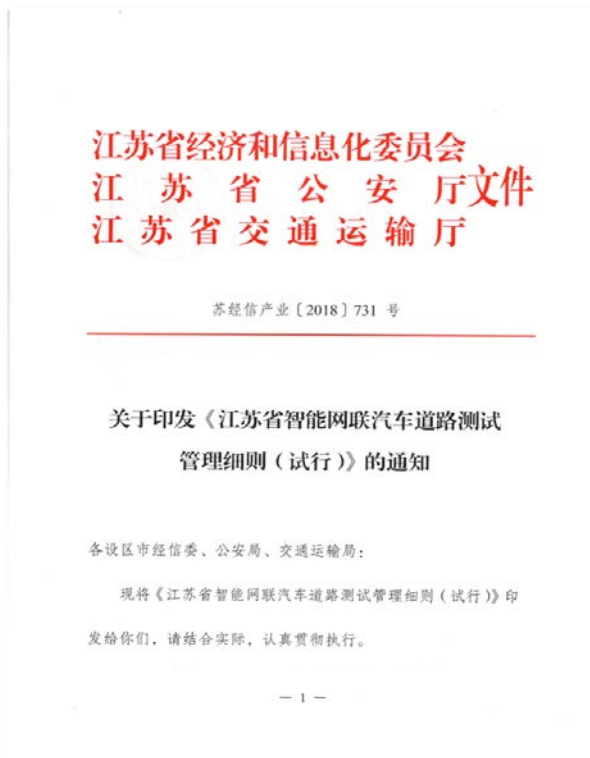 江苏省经济和信息化委员会
江苏省公安厅文件
江苏省交通运输厅
苏经信产业〔2018〕731 号
关于印发《江苏省智能网联汽车道路测试
管理细则（试行）》的通知
各设区市经信委、公安局、交通运输局：
现将《江苏省智能网联汽车道路测试管理细则（试行）》印
发给你们，请结合实际，认真贯彻执行。
— 1 —